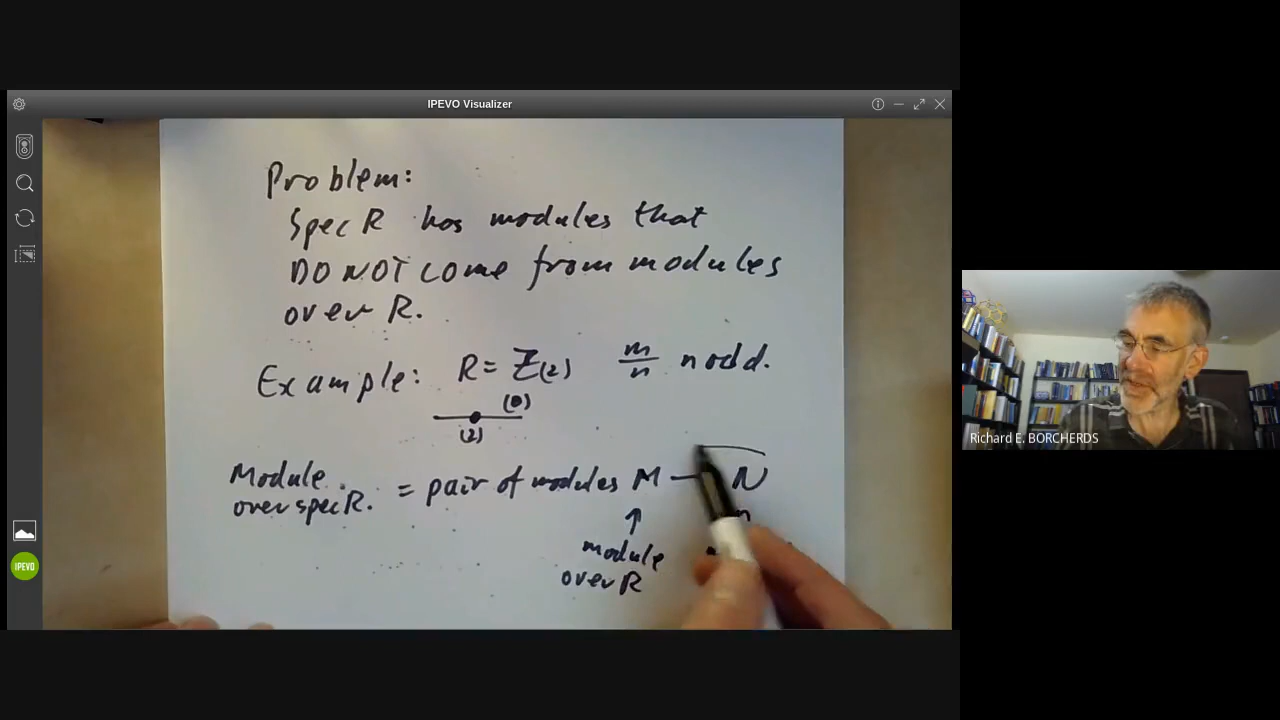 IPEVO Visualizer
Problem:
Spec R has modules that
DO NOT come from modules
over R.
Example: R = Z(2) m/n n odd.
(0)
(2)
Module over spec R. = pair of modules M → N
↑
module
over R
IPEVO
Richard E. BORCHERDS